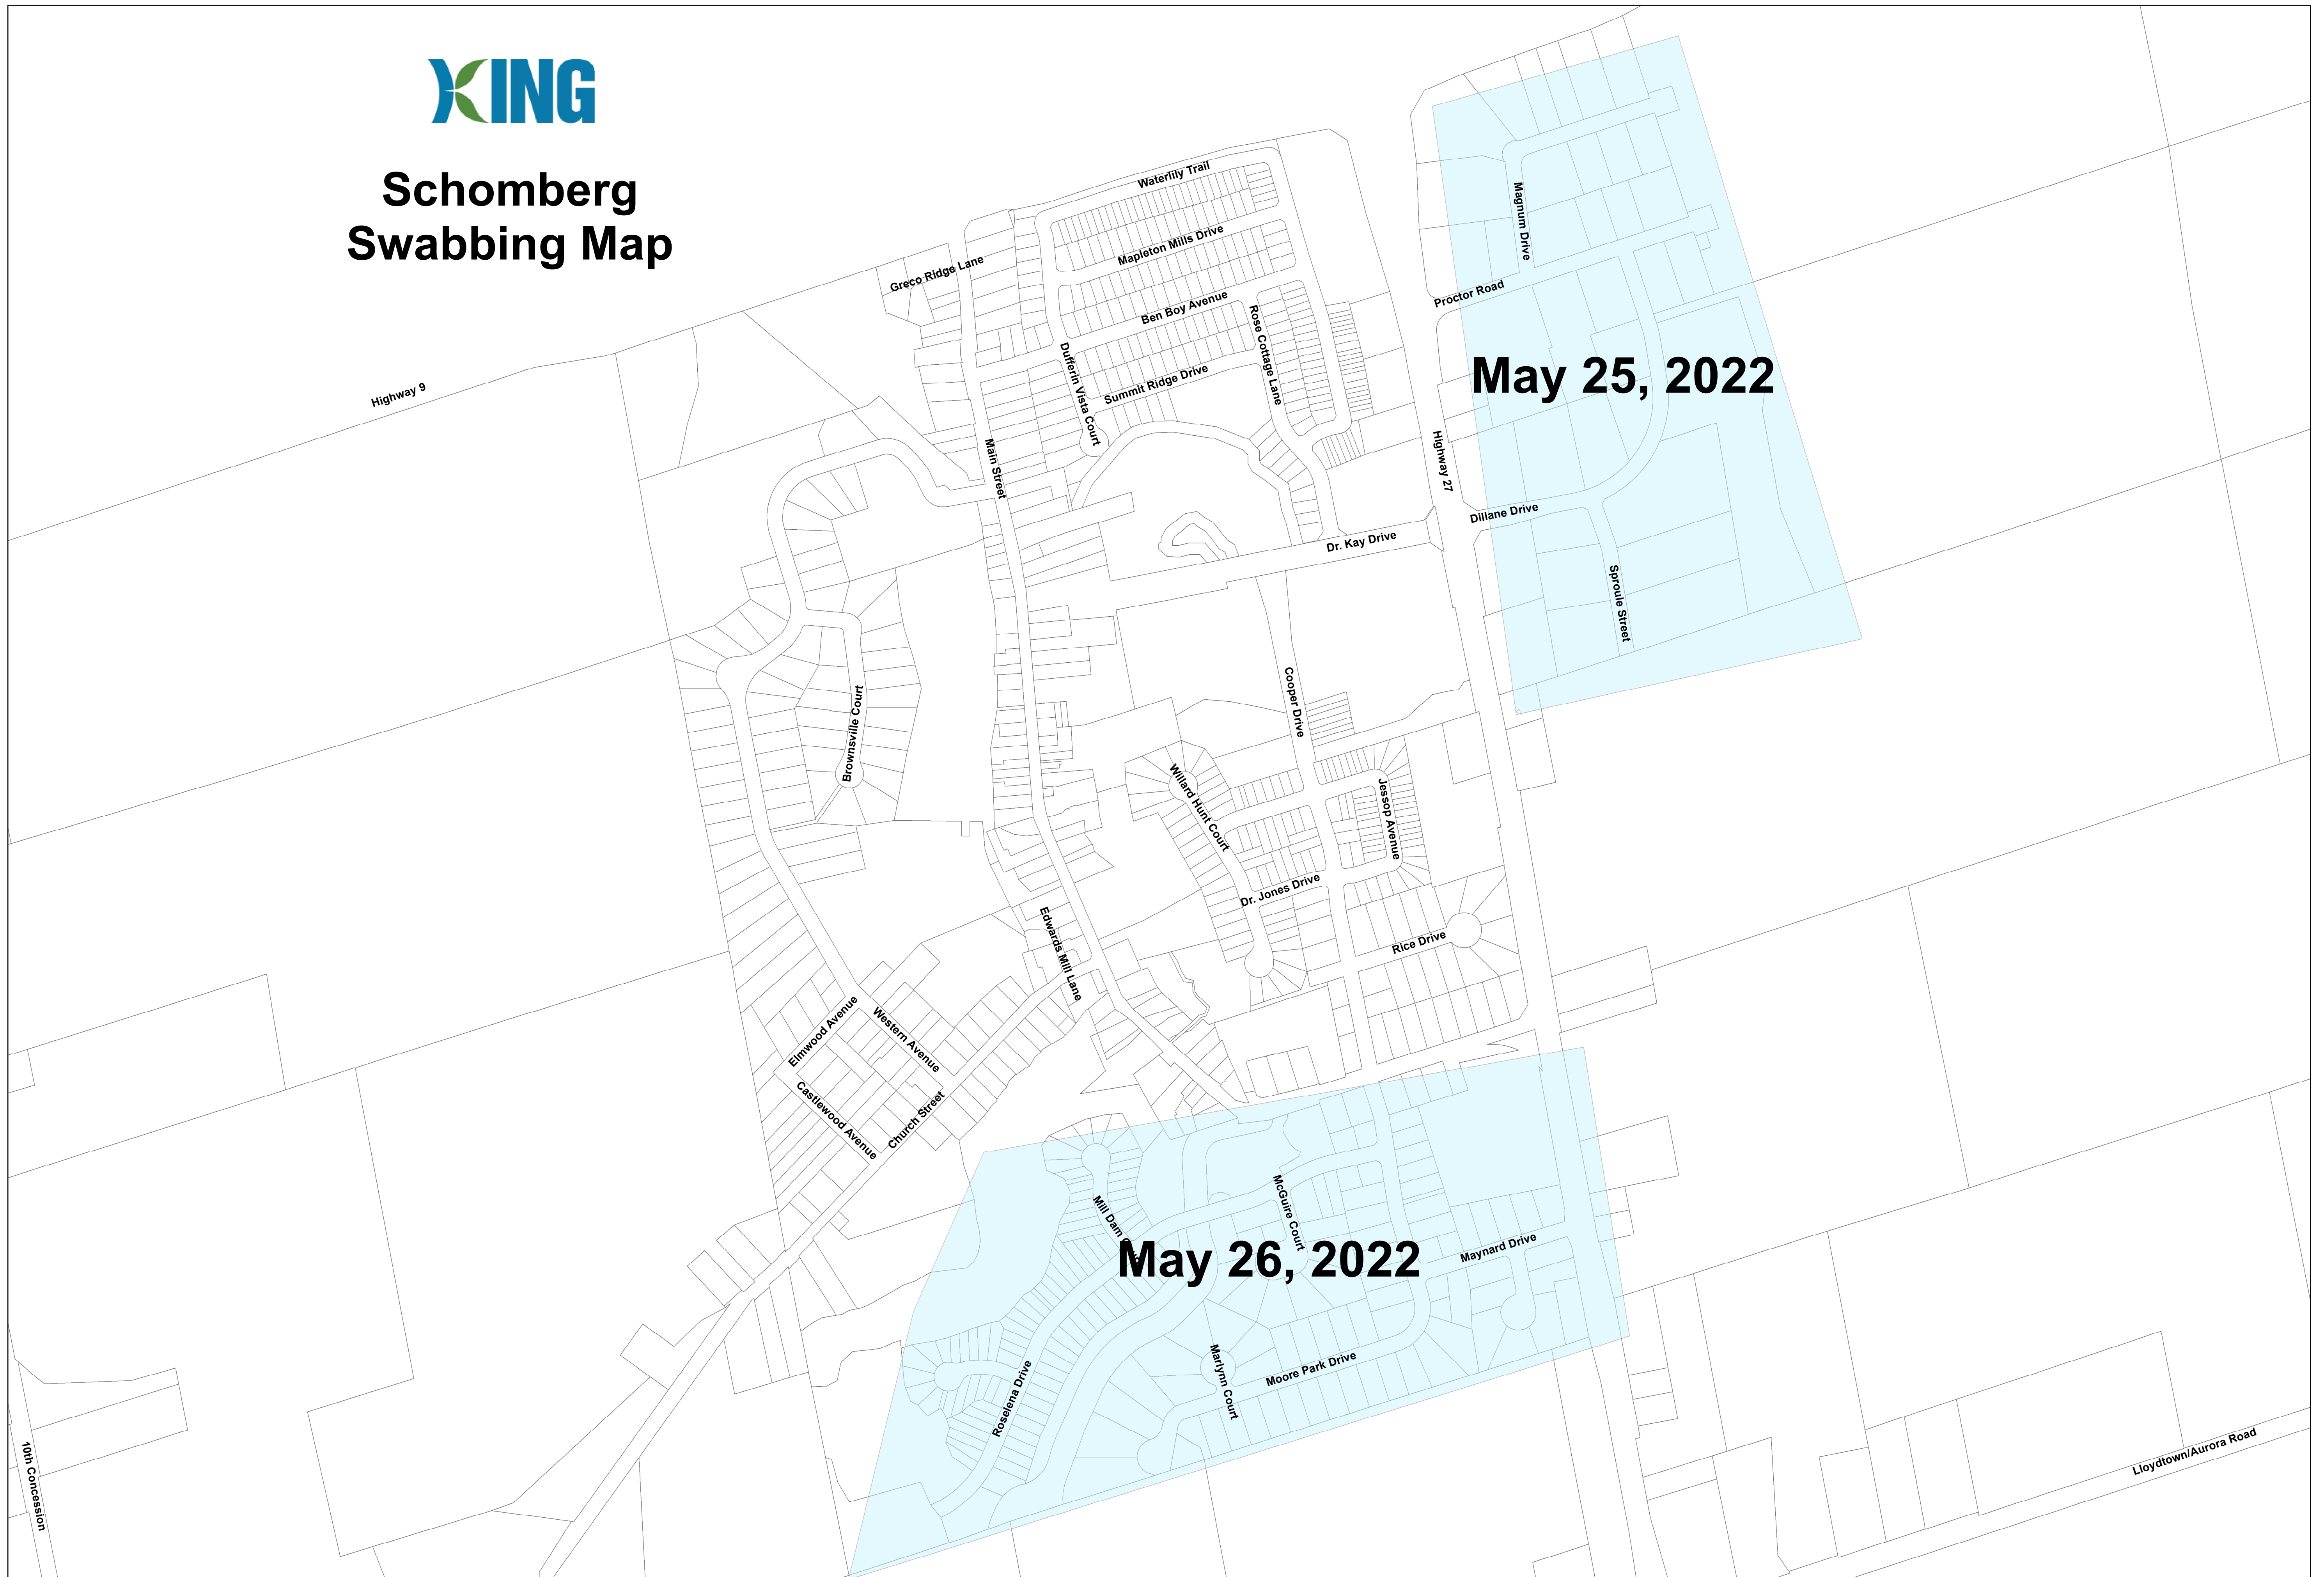 KING
Schomberg
Swabbing Map
Waterlily Trail
Mapleton Mills Drive
Greco Ridge Lane
Ben Boy Avenue
Rose Cottage Lane
Dufferin Vista Court
Summit Ridge Drive
Highway 9
Main Street
Magnum Drive
Proctor Road
May 25, 2022
Highway 27
Dillane Drive
Dr. Kay Drive
Sproule Street
Cooper Drive
Brownsville Court
Willard Hunt Court
Jessop Avenue
Dr. Jones Drive
Edwards Mill Lane
Rice Drive
Elmwood Avenue
Western Avenue
Castlewood Avenue
Church Street
Mill Dam
McGuire Court
May 26, 2022
Maynard Drive
Marlynn Court
Moore Park Drive
Roselena Drive
10th Concession
Lloydtown/Aurora Road